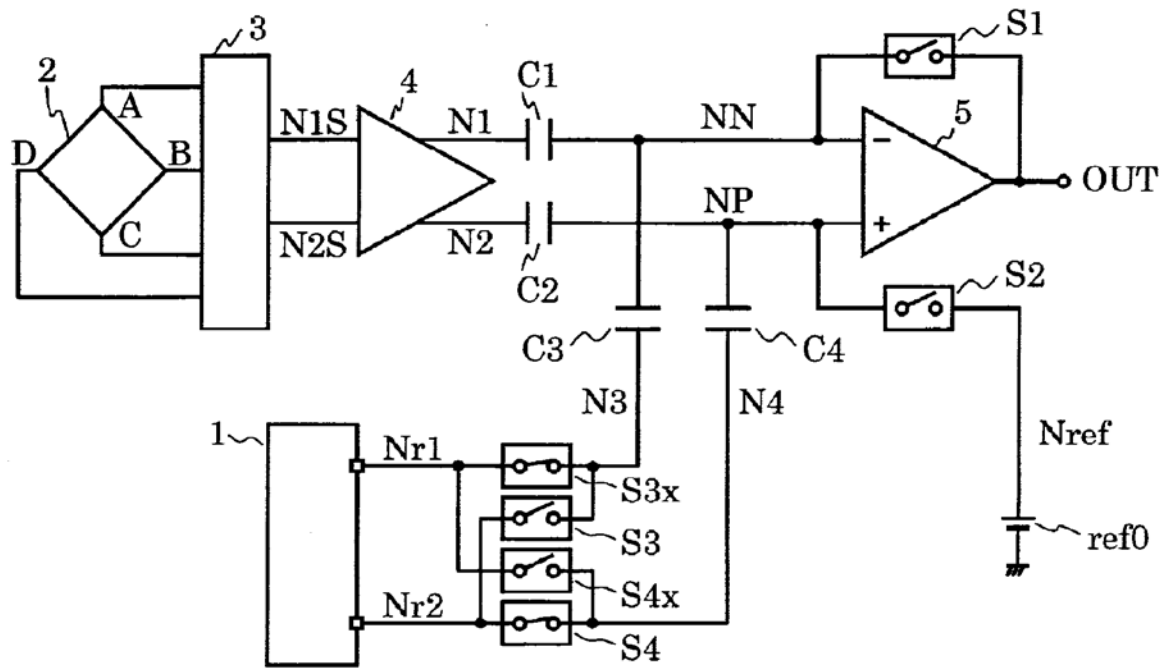 S1
3
2
4
C1
A
N1S
N1
NN
5
D
B
−
OUT
C
N2S
N2
NP
+
C2
S2
C3
C4
N3
N4
Nref
1
Nr1
S3x
S3
ref0
S4x
Nr2
S4